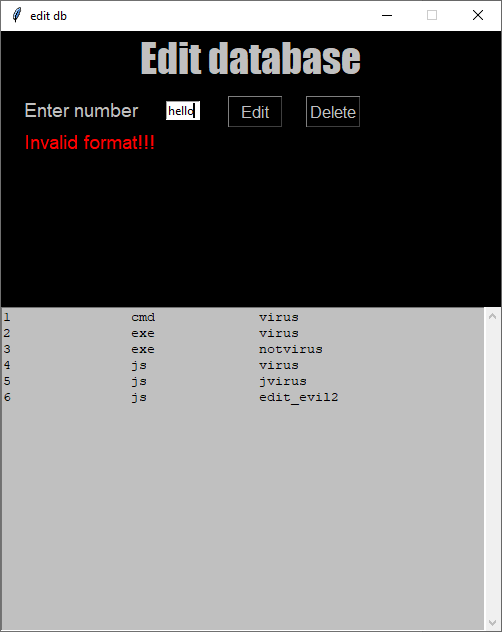 edit db
Edit database
Enter number hello Edit Delete
Invalid format!!!
1 cmd virus
2 exe virus
3 exe notvirus
4 js virus
5 js jvirus
6 js edit_evil2